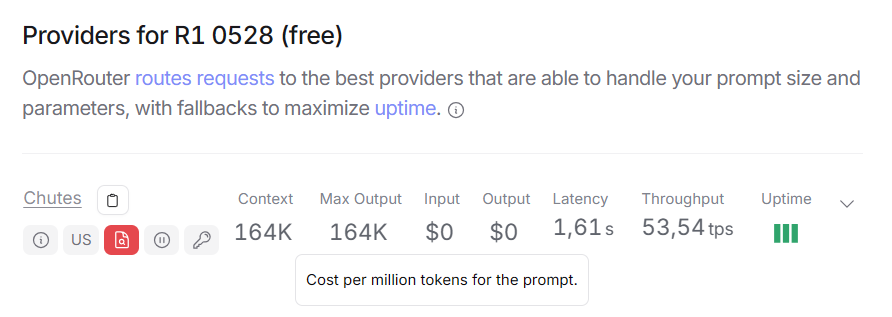 Providers for R1 0528 (free)
OpenRouter routes requests to the best providers that are able to handle your prompt size and
parameters, with fallbacks to maximize uptime.
Chutes
US
Context Max Output Input Output Latency Throughput Uptime
164K 164K $0 $0 1,61 s 53,54 tps
Cost per million tokens for the prompt.